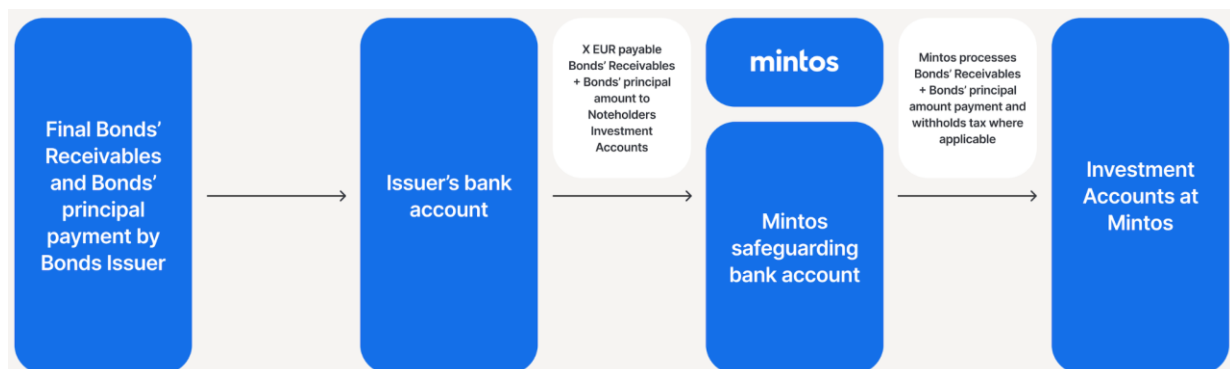 Final Bonds'
Receivables
and Bonds'
principal
payment by
Bonds Issuer
Issuer's bank
account
X EUR payable
Bonds' Receivables
+ Bonds' principal
amount to
Noteholders
Investment
Accounts
mintos
Mintos
safeguarding
bank account
Mintos processes
Bonds' Receivables
+ Bonds' principal
amount payment and
withholds tax where
applicable
Investment
Accounts at
Mintos